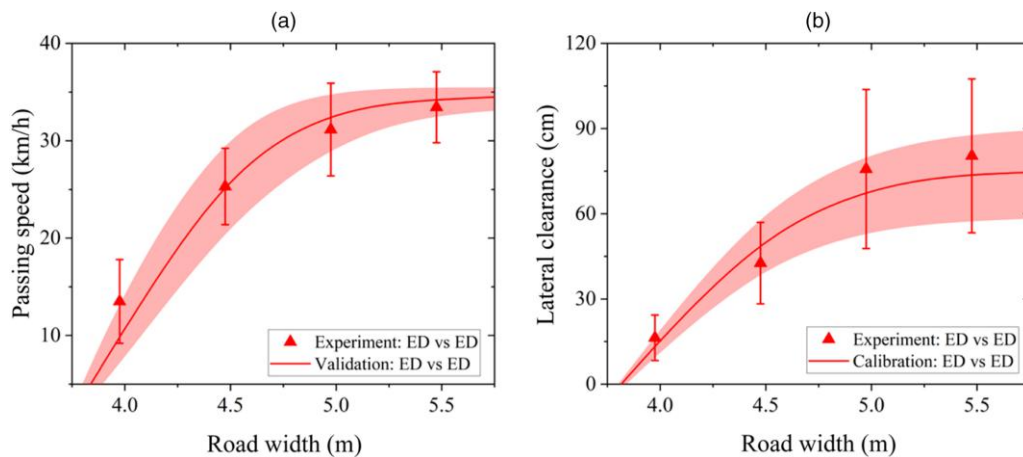 (a)
40
30
20
10
Passing speed (km/h)
4.0 4.5 5.0 5.5
Road width (m)
Experiment: ED vs ED
Validation: ED vs ED
(b)
120
90
60
30
0
Lateral clearance (cm)
4.0 4.5 5.0 5.5
Road width (m)
Experiment: ED vs ED
Calibration: ED vs ED